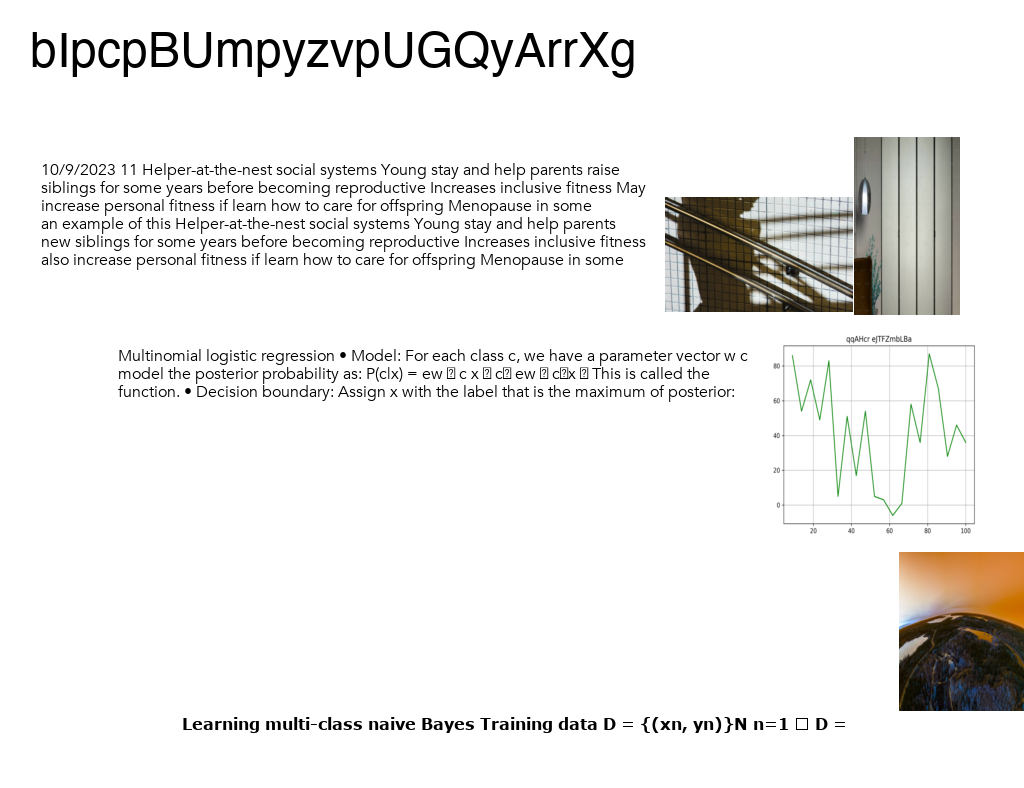 bIpcpBUmpyzvpUGQyArrXg
10/9/2023 11 Helper-at-the-nest social systems Young stay and help parents raise
siblings for some years before becoming reproductive Increases inclusive fitness May
increase personal fitness if learn how to care for offspring Menopause in some
an example of this Helper-at-the-nest social systems Young stay and help parents
new siblings for some years before becoming reproductive Increases inclusive fitness
also increase personal fitness if learn how to care for offspring Menopause in some
Multinomial logistic regression • Model: For each class c, we have a parameter vector w c
model the posterior probability as: P(c|x) = ew  c x  c ew  cx  This is called the
function. • Decision boundary: Assign x with the label that is the maximum of posterior:
qqAHcr eJTFZmbLBa
80
60
40
20
0
20 40 60 80 100
Learning multi-class naive Bayes Training data D = {(xn, yn)}N n=1  D =